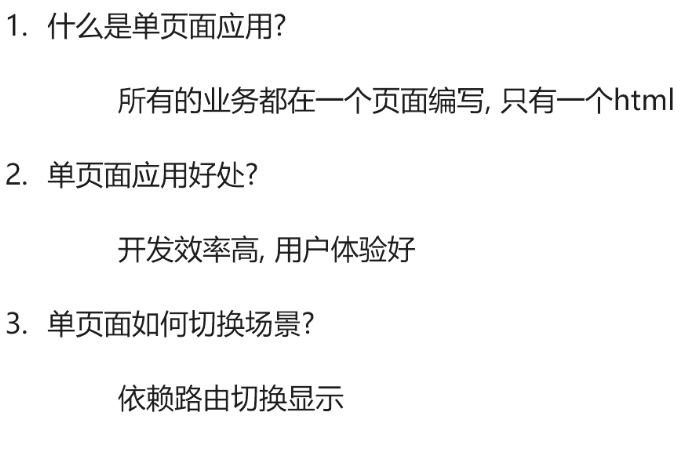 1. 什么是单页面应用?
所有的业务都在一个页面编写, 只有一个html
2. 单页面应用好处?
开发效率高, 用户体验好
3. 单页面如何切换场景?
依赖路由切换显示